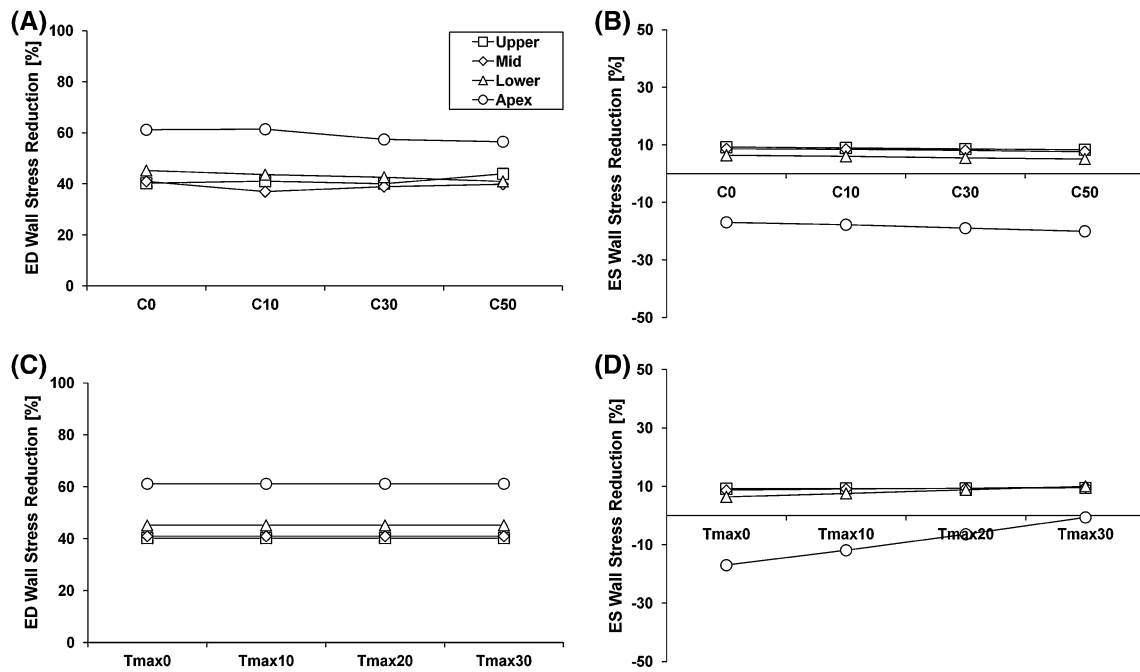 (A)
ED Wall Stress Reduction [%]
100
80
60
40
20
0
C0 C10 C30 C50
Upper
Mid
Lower
Apex
(B)
ES Wall Stress Reduction [%]
50
30
10
-10
-30
-50
C0 C10 C30 C50
(C)
ED Wall Stress Reduction [%]
100
80
60
40
20
0
Tmax0 Tmax10 Tmax20 Tmax30
(D)
ES Wall Stress Reduction [%]
50
30
10
-10
-30
-50
Tmax0 Tmax10 Tmax20 Tmax30